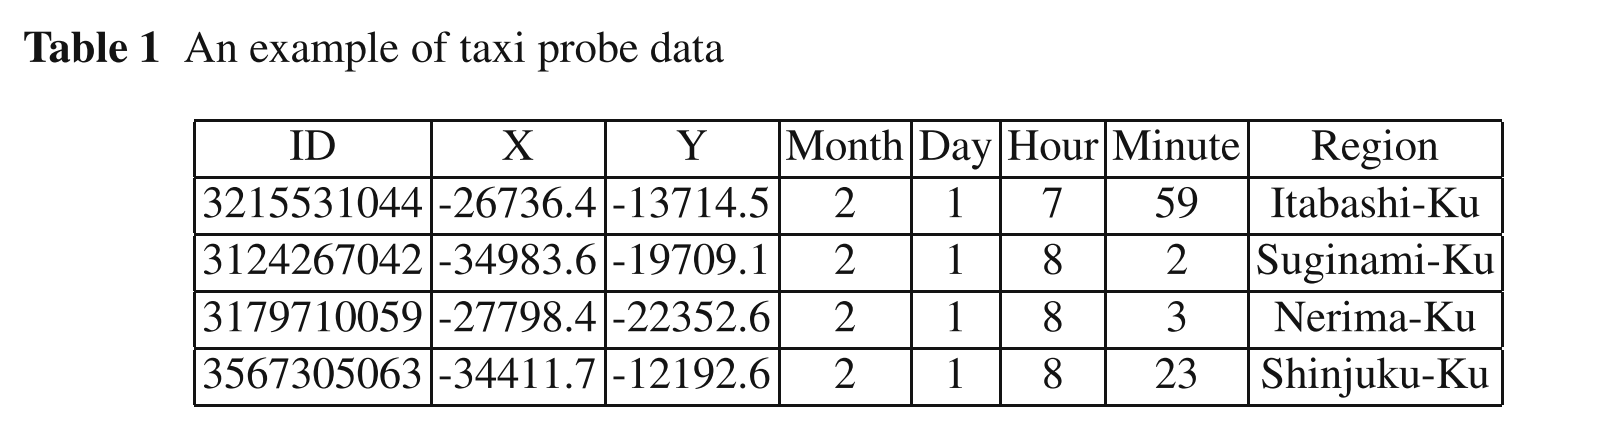 Table 1 An example of taxi probe data
ID X Y Month Day Hour Minute Region
3215531044 -26736.4 -13714.5 2 1 7 59 Itabashi-Ku
3124267042 -34983.6 -19709.1 2 1 8 2 Suginami-Ku
3179710059 -27798.4 -22352.6 2 1 8 3 Nerima-Ku
3567305063 -34411.7 -12192.6 2 1 8 23 Shinjuku-Ku